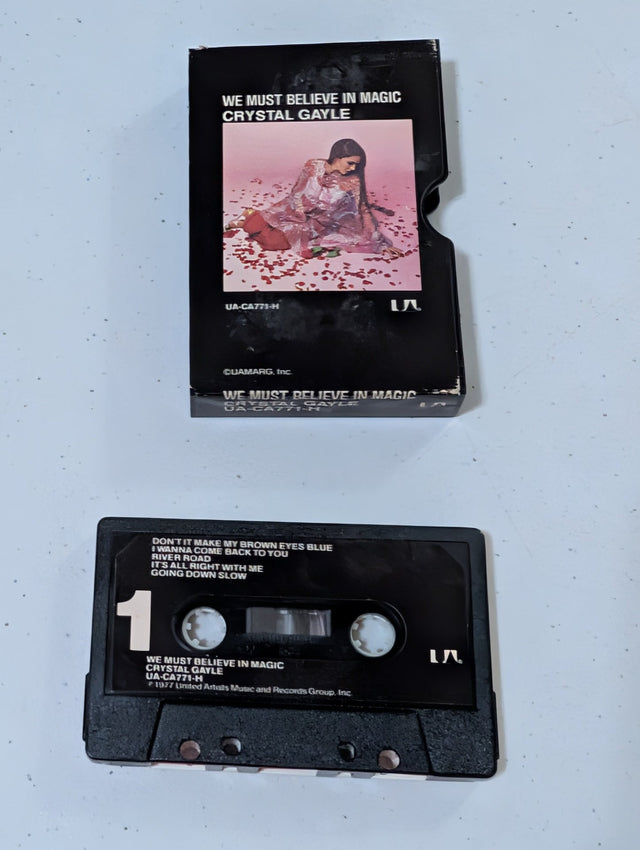 WE MUST BELIEVE IN MAGIC
CRYSTAL GAYLE
UA-CA771-H
UA
©UAMARG, Inc.
WE MUST BELIEVE IN MAGIC
CRYSTAL GAYLE
UA-CA771-H
UA
DON'T IT MAKE MY BROWN EYES BLUE
I WANNA COME BACK TO YOU
RIVER ROAD
IT'S ALL RIGHT WITH ME
GOING DOWN SLOW
1
WE MUST BELIEVE IN MAGIC
CRYSTAL GAYLE
UA-CA771-H
℗ 1977 United Artists Music and Records Group, Inc.
UA